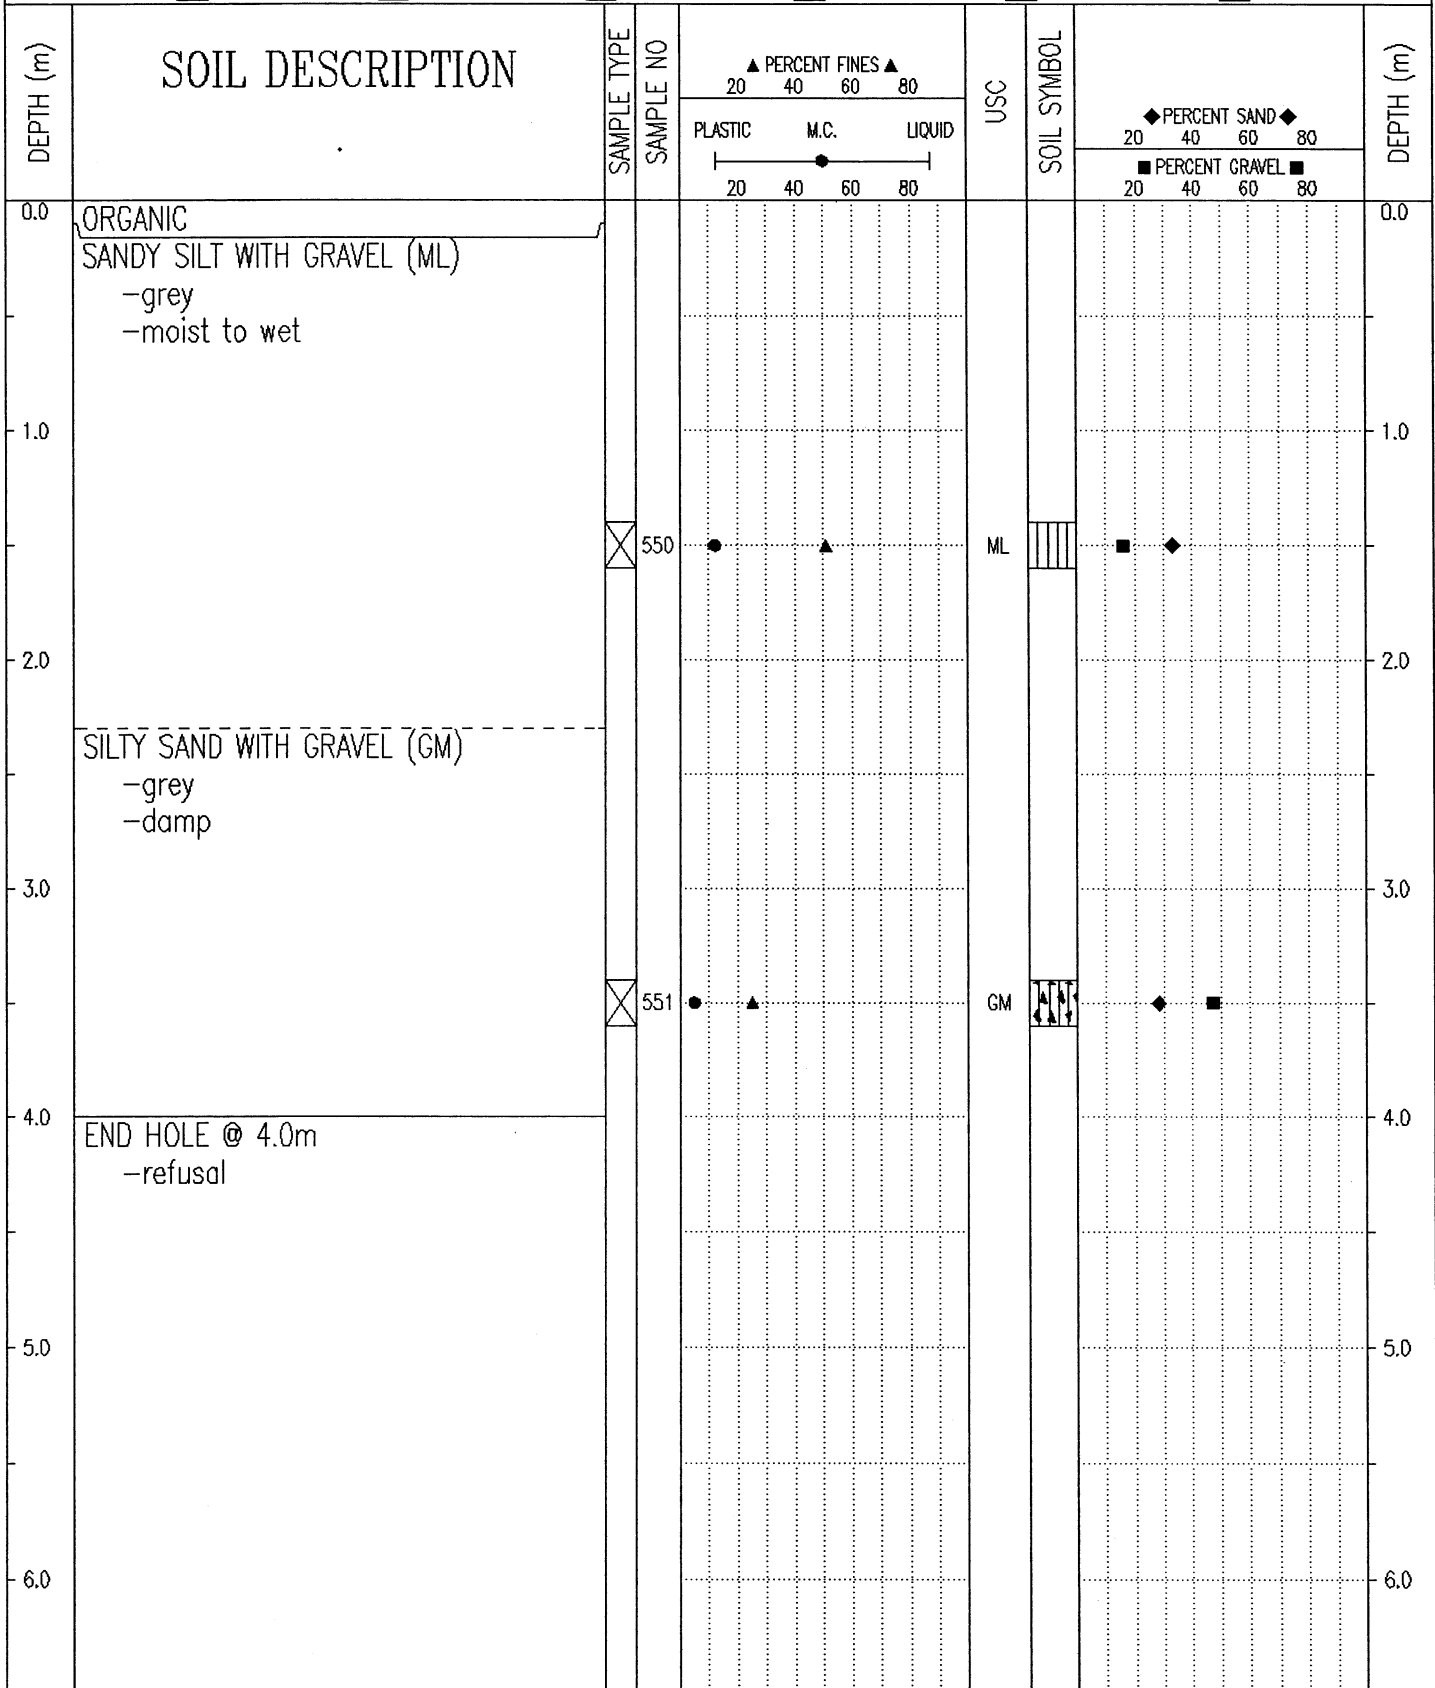 DEPTH (m)
SOIL DESCRIPTION
SAMPLE TYPE
SAMPLE NO
▲ PERCENT FINES ▲
20 40 60 80
PLASTIC M.C. LIQUID
20 40 60 80
USC
SOIL SYMBOL
◆PERCENT SAND◆
20 40 60 80
■ PERCENT GRAVEL ■
20 40 60 80
DEPTH (m)
0.0 0.0
ORGANIC
SANDY SILT WITH GRAVEL (ML)
-grey
-moist to wet
1.0 1.0
550 ML
2.0 2.0
SILTY SAND WITH GRAVEL (GM)
-grey
-damp
3.0 3.0
551 GM
4.0 4.0
END HOLE @ 4.0m
-refusal
5.0 5.0
6.0 6.0